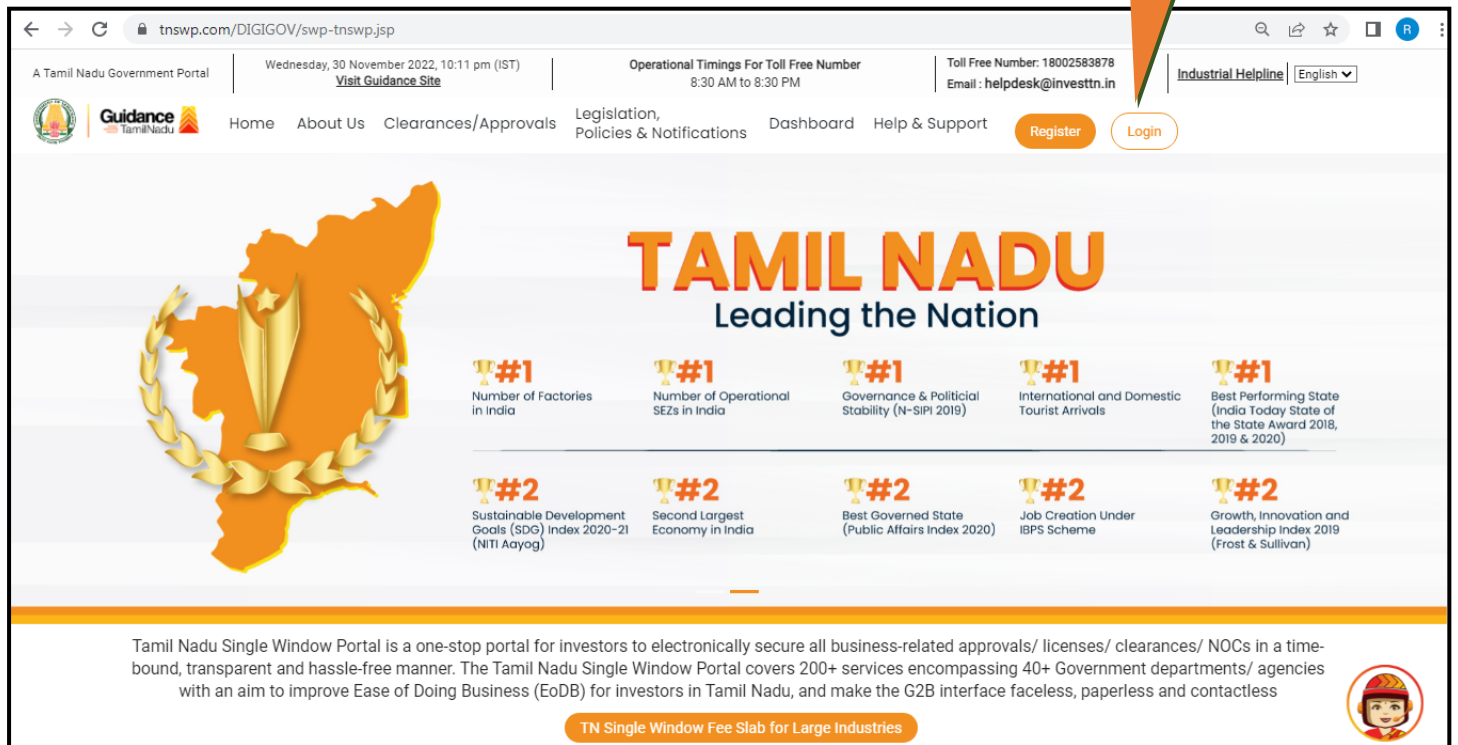 tnswp.com/DIGIGOV/swp-tnswp.jsp
R
A Tamil Nadu Government Portal
Wednesday, 30 November 2022, 10:11 pm (IST)
Visit Guidance Site
Operational Timings For Toll Free Number
8:30 AM to 8:30 PM
Toll Free Number: 18002583878
Email : helpdesk@investtn.in
Industrial Helpline
English
Guidance
TamilNadu
Home
About Us
Clearances/Approvals
Legislation,
Policies & Notifications
Dashboard
Help & Support
Register
Login
TAMIL NADU
Leading the Nation
#1
Number of Factories
in India
#1
Number of Operational
SEZs in India
#1
Governance & Politicial
Stability (N-SIPI 2019)
#1
International and Domestic
Tourist Arrivals
#1
Best Performing State
(India Today State of
the State Award 2018,
2019 & 2020)
#2
Sustainable Development
Goals (SDG) Index 2020-21
(NITI Aayog)
#2
Second Largest
Economy in India
#2
Best Governed State
(Public Affairs Index 2020)
#2
Job Creation Under
IBPS Scheme
#2
Growth, Innovation and
Leadership Index 2019
(Frost & Sullivan)
Tamil Nadu Single Window Portal is a one-stop portal for investors to electronically secure all business-related approvals/ licenses/ clearances/ NOCs in a time-
bound, transparent and hassle-free manner. The Tamil Nadu Single Window Portal covers 200+ services encompassing 40+ Government departments/ agencies
with an aim to improve Ease of Doing Business (EoDB) for investors in Tamil Nadu, and make the G2B interface faceless, paperless and contactless
TN Single Window Fee Slab for Large Industries